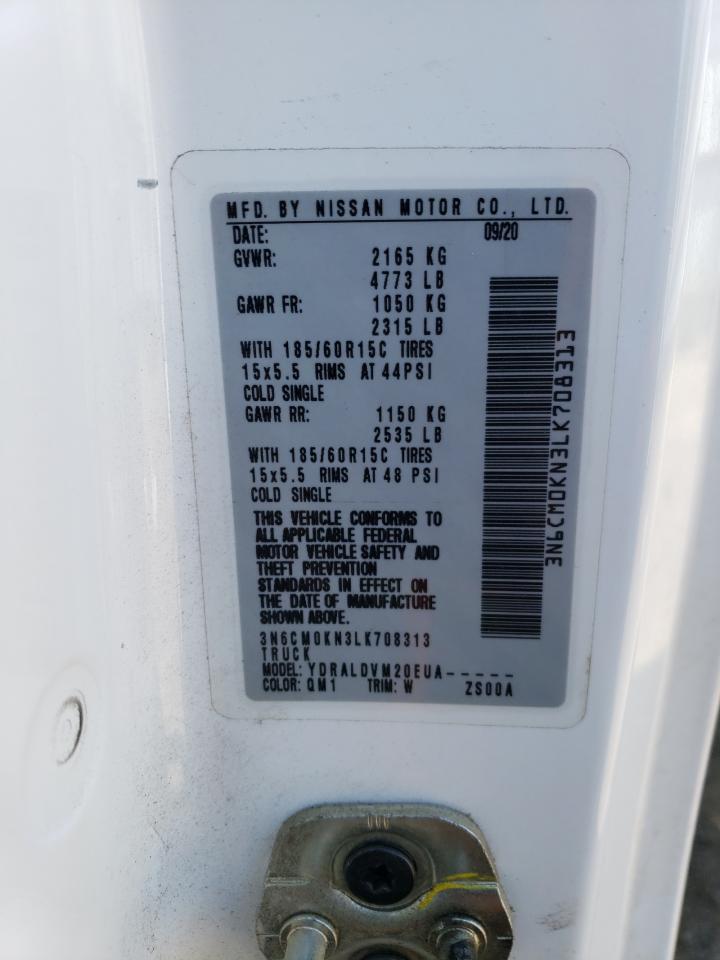 MFD. BY NISSAN MOTOR CO., LTD.
DATE: 09/20
GVWR: 2165 KG
4773 LB
GAWR FR: 1050 KG
2315 LB
WITH 185/60R15C TIRES
15x5.5 RIMS AT 44PSI
COLD SINGLE
GAWR RR: 1150 KG
2535 LB
WITH 185/60R15C TIRES
15x5.5 RIMS AT 48 PSI
COLD SINGLE
THIS VEHICLE CONFORMS TO
ALL APPLICABLE FEDERAL
MOTOR VEHICLE SAFETY AND
THEFT PREVENTION
STANDARDS IN EFFECT ON
THE DATE OF MANUFACTURE
SHOWN ABOVE.
3N6CM0KN3LK708313
TRUCK
MODEL: YDRALDVM20EUA-----
COLOR: QM1 TRIM: W ZS00A
3N6CM0KN3LK708313